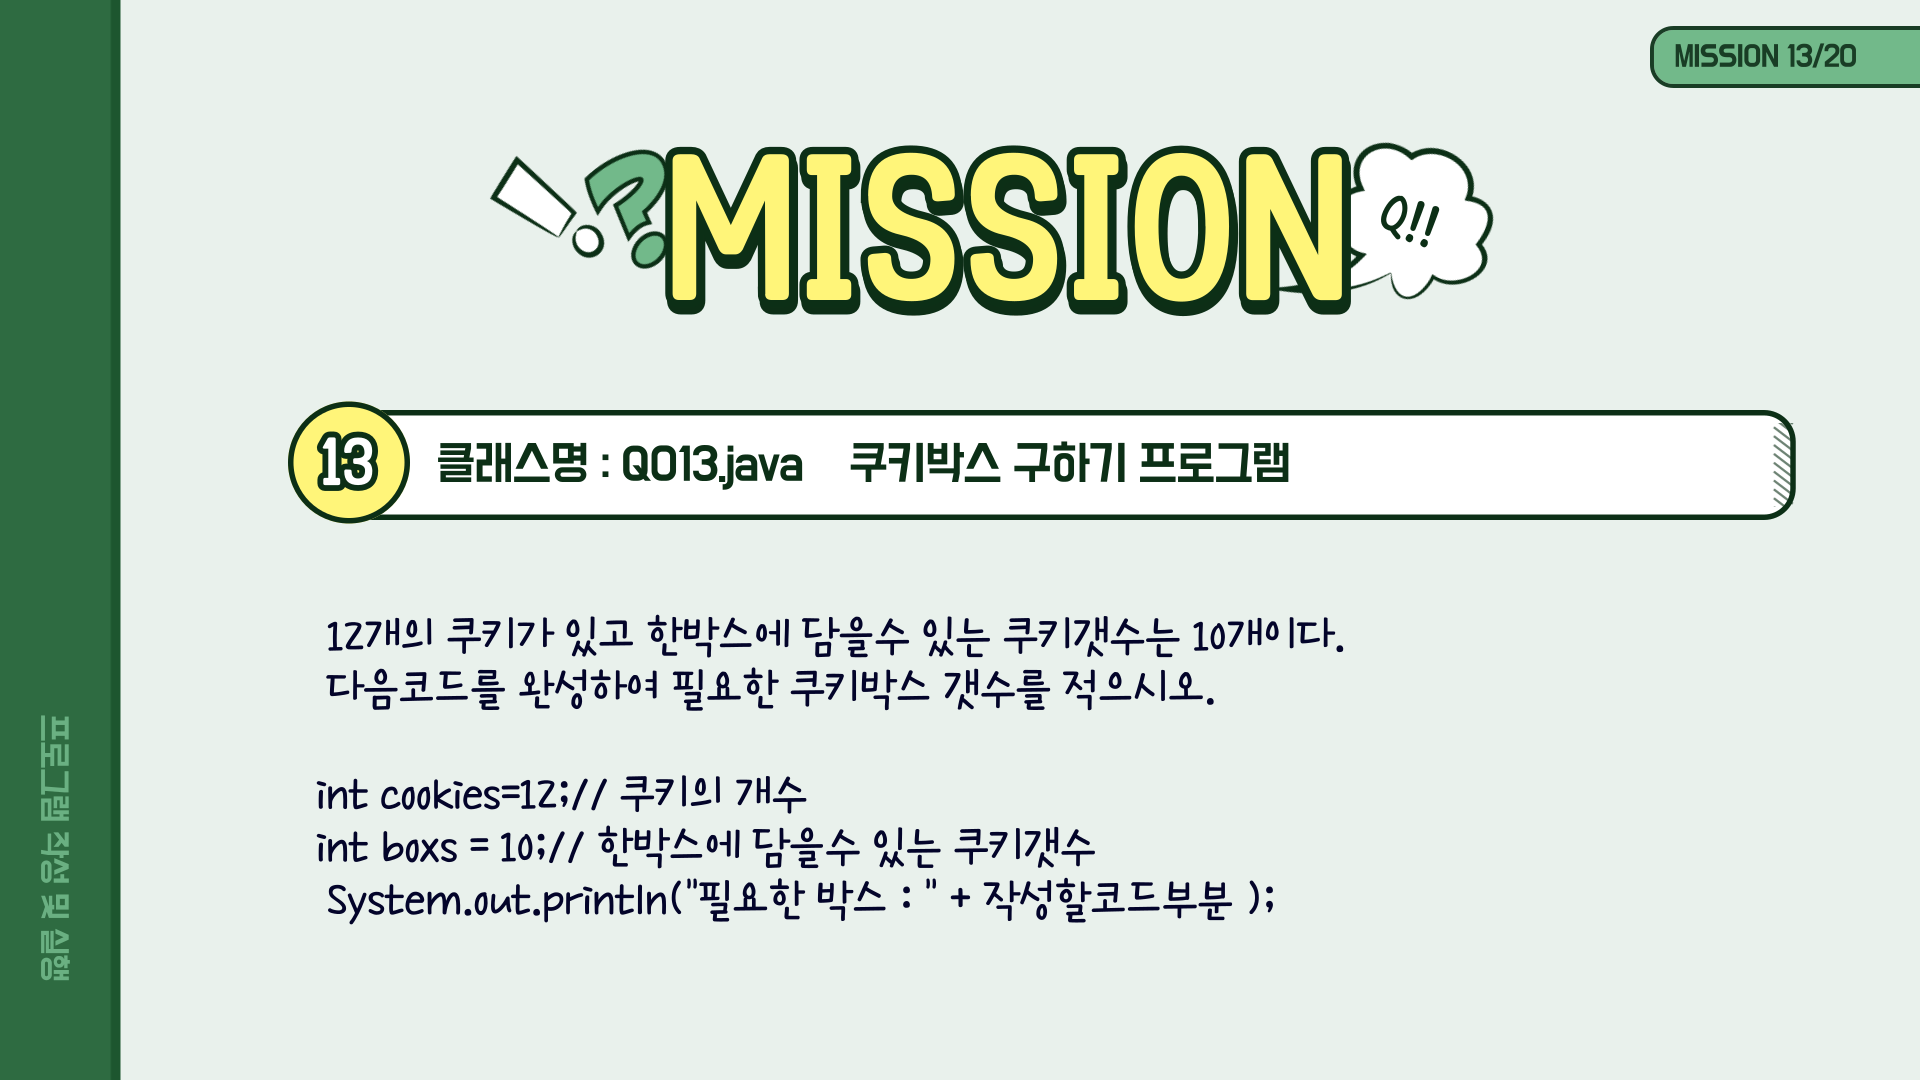 MISSION 13/20
!?MISSION Q!!
13 클래스명 : Q013.java 쿠키박스 구하기 프로그램
12개의 쿠키가 있고 한박스에 담을수 있는 쿠키갯수는 10개이다.
다음코드를 완성하여 필요한 쿠키박스 갯수를 적으시오.
int cookies=12;// 쿠키의 개수
int boxs = 10;// 한박스에 담을수 있는 쿠키갯수
System.out.println("필요한 박스 : " + 작성할코드부분 );
프로그램 작성 및 실행